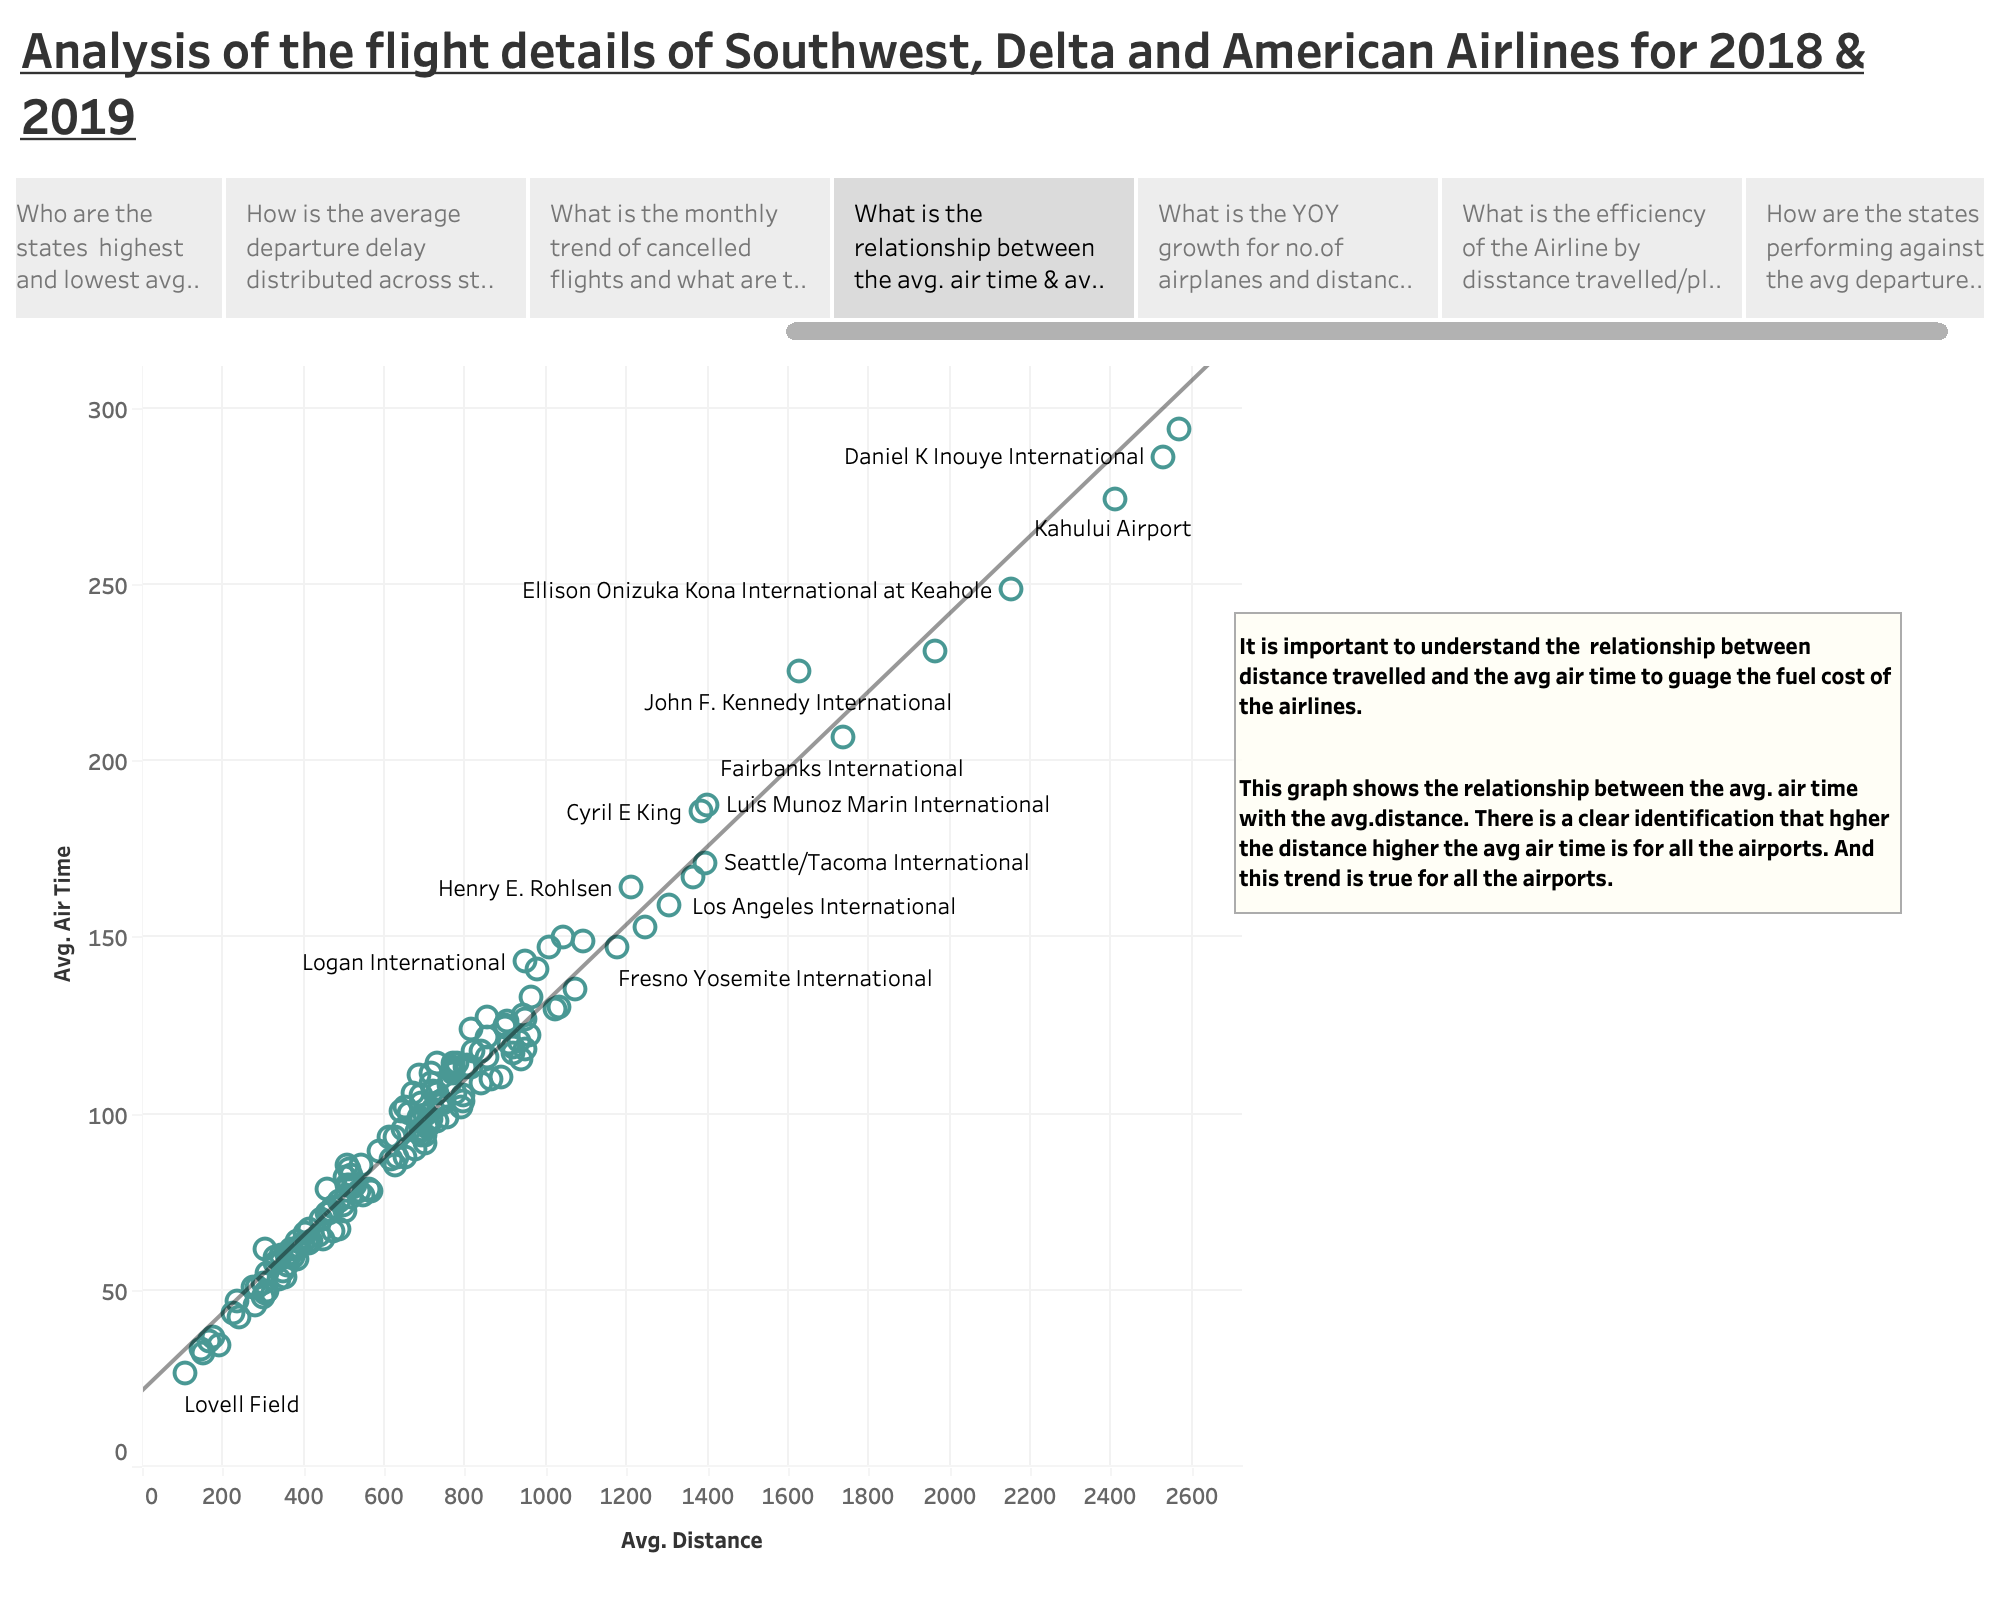 Analysis of the flight details of Southwest, Delta and American Airlines for 2018 &
2019
Who are the
states  highest
and lowest avg..
How is the average
departure delay
distributed across st..
What is the monthly
trend of cancelled
flights and what are t..
What is the
relationship between
the avg. air time & av..
What is the YOY
growth for no.of
airplanes and distanc..
What is the efficiency
of the Airline by
disstance travelled/pl..
How are the states
performing against
the avg departure..
300
250
200
150
100
50
0
Avg. Air Time
Daniel K Inouye International
Kahului Airport
Ellison Onizuka Kona International at Keahole
John F. Kennedy International
Fairbanks International
Luis Munoz Marin International
Cyril E King
Seattle/Tacoma International
Henry E. Rohlsen
Los Angeles International
Logan International
Fresno Yosemite International
Lovell Field
0 200 400 600 800 1000 1200 1400 1600 1800 2000 2200 2400 2600
Avg. Distance
It is important to understand the  relationship between
distance travelled and the avg air time to guage the fuel cost of
the airlines.
This graph shows the relationship between the avg. air time
with the avg.distance. There is a clear identification that hgher
the distance higher the avg air time is for all the airports. And
this trend is true for all the airports.